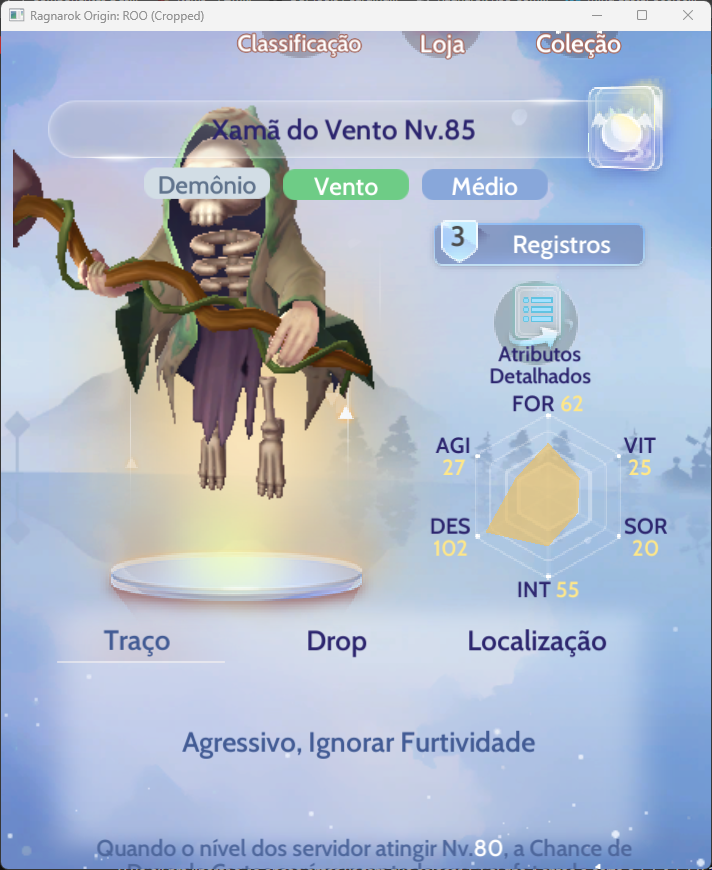 Ragnarok Origin: ROO (Cropped)
Classificação
Loja
Coleção
Xamã do Vento Nv.85
Demônio
Vento
Médio
3
Registros
Atributos
Detalhados
FOR 62
AGI
27
VIT
25
DES
102
SOR
20
INT 55
Traço
Drop
Localização
Agressivo, Ignorar Furtividade
Quando o nível dos servidor atingir Nv.80, a Chance de